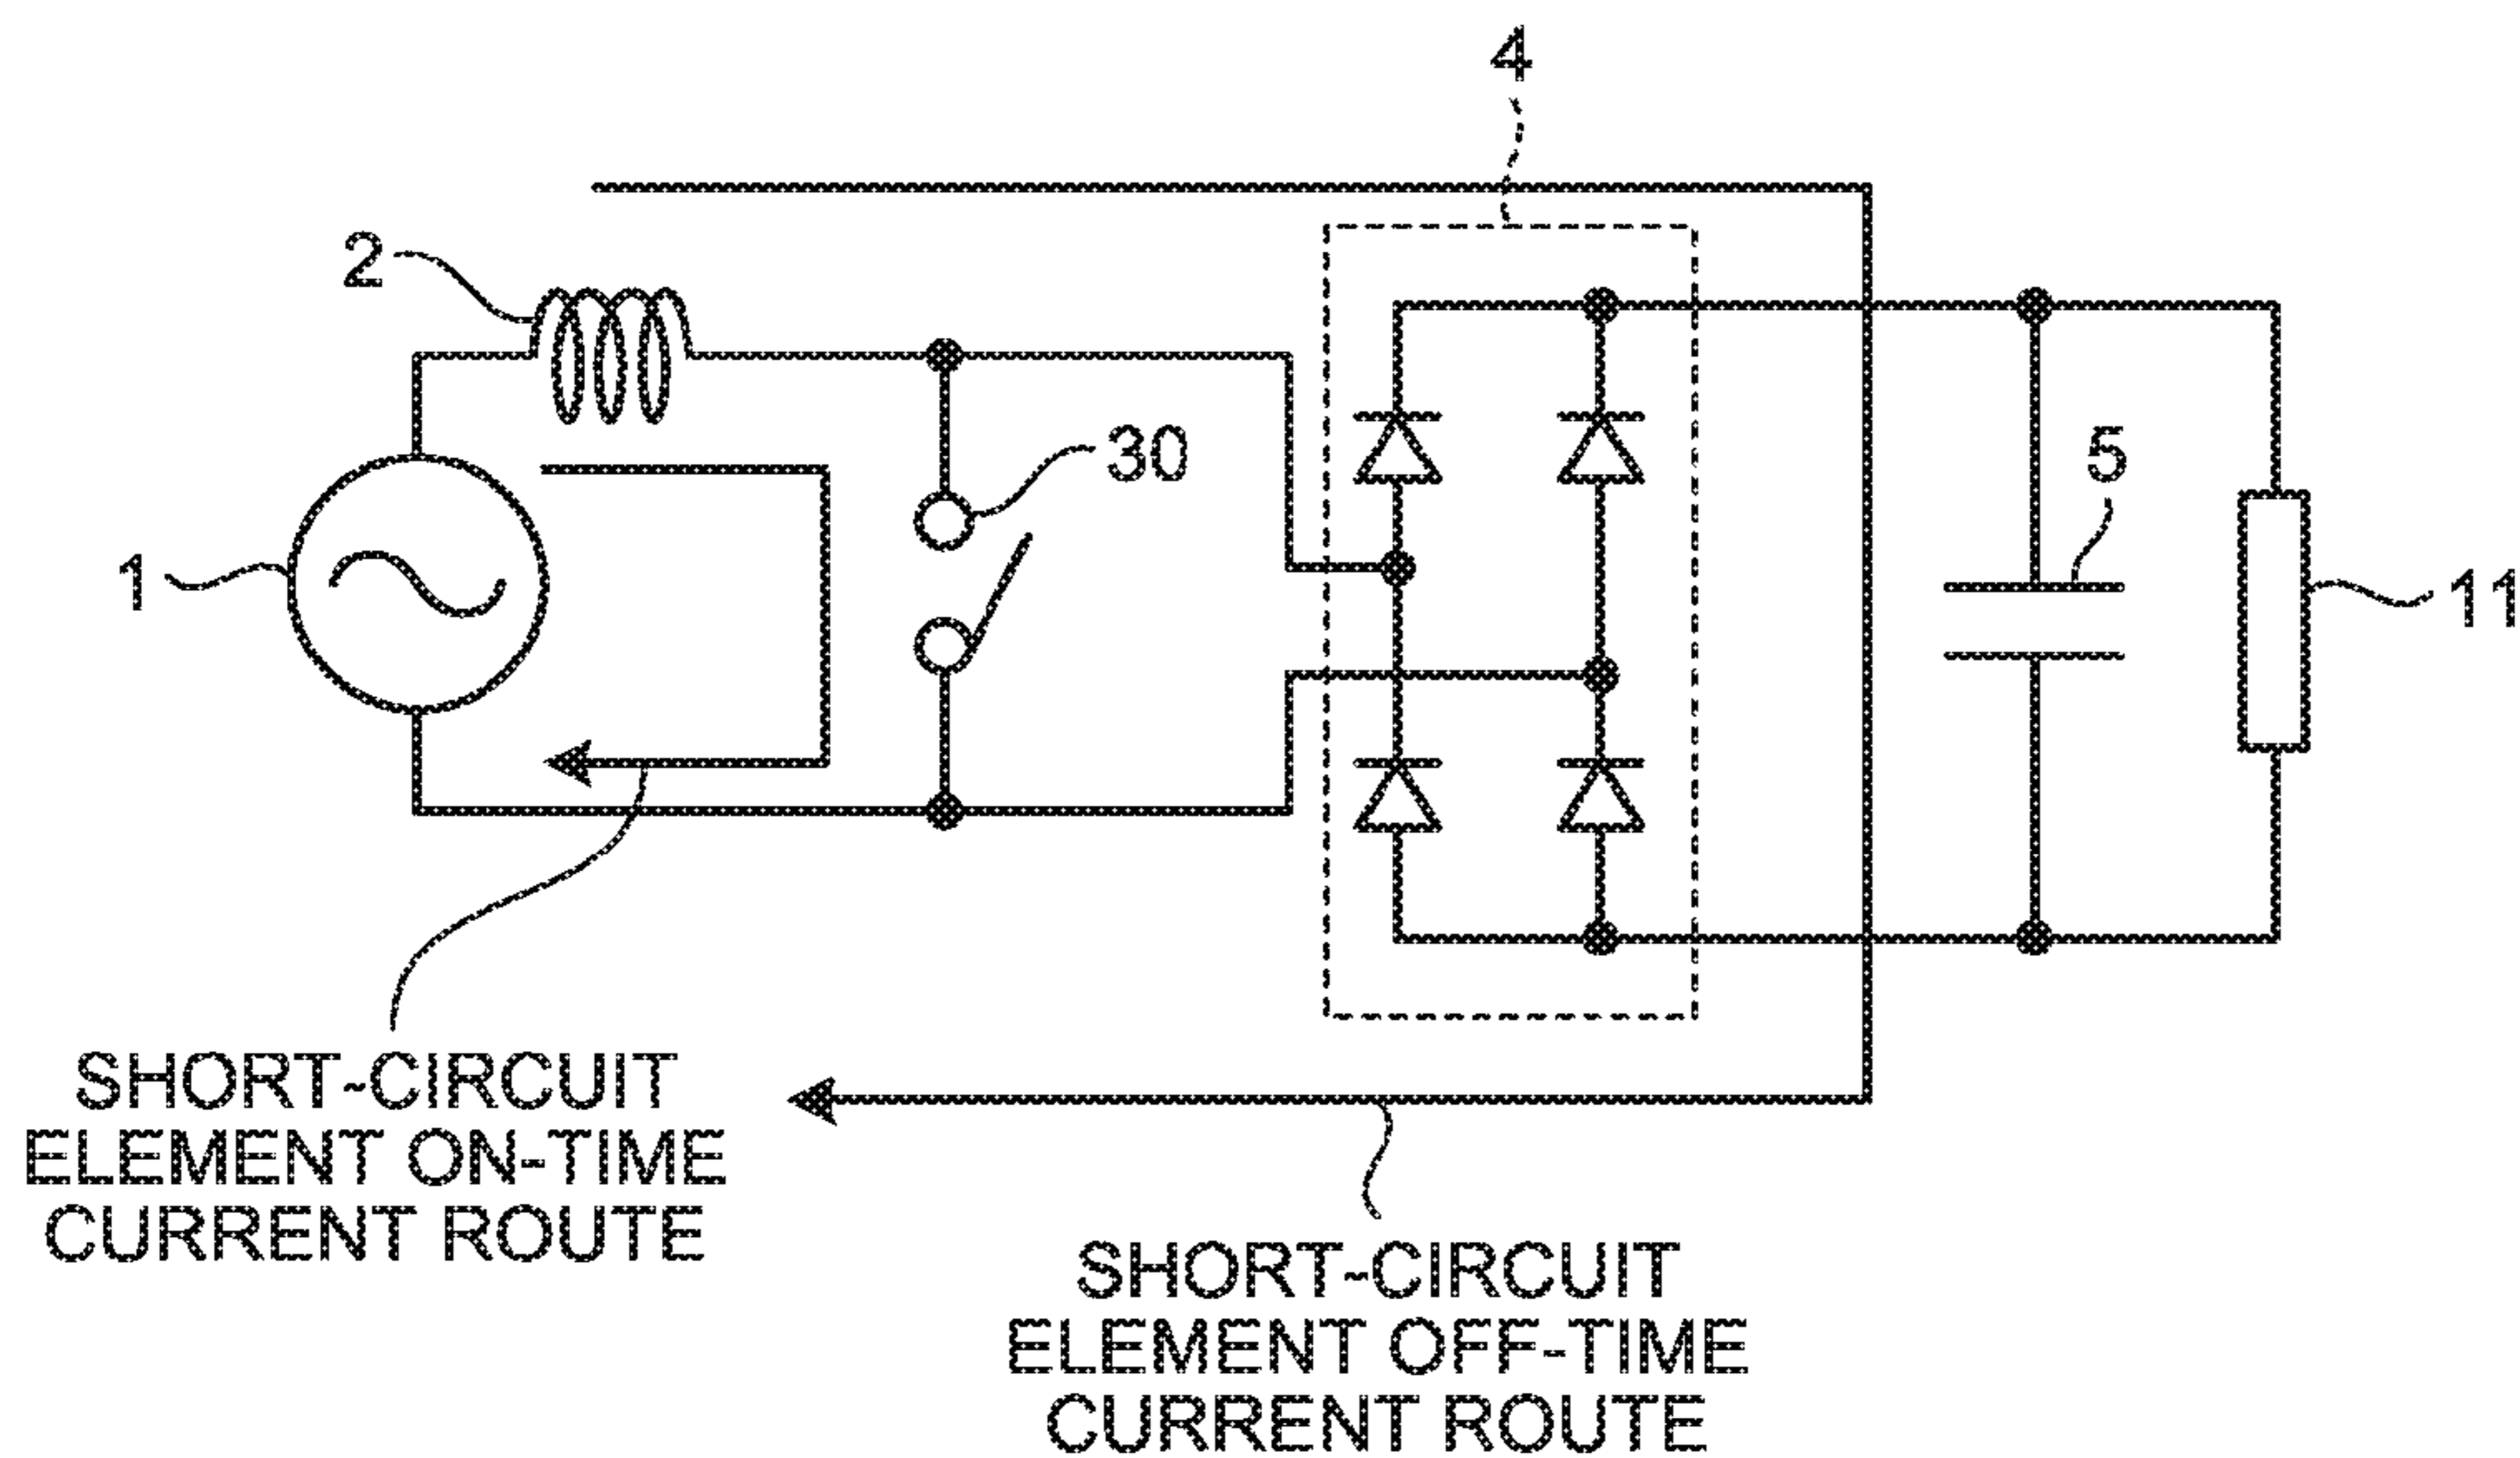 4
2
30
5
1
11
SHORT-CIRCUIT
ELEMENT ON-TIME
CURRENT ROUTE
SHORT-CIRCUIT
ELEMENT OFF-TIME
CURRENT ROUTE